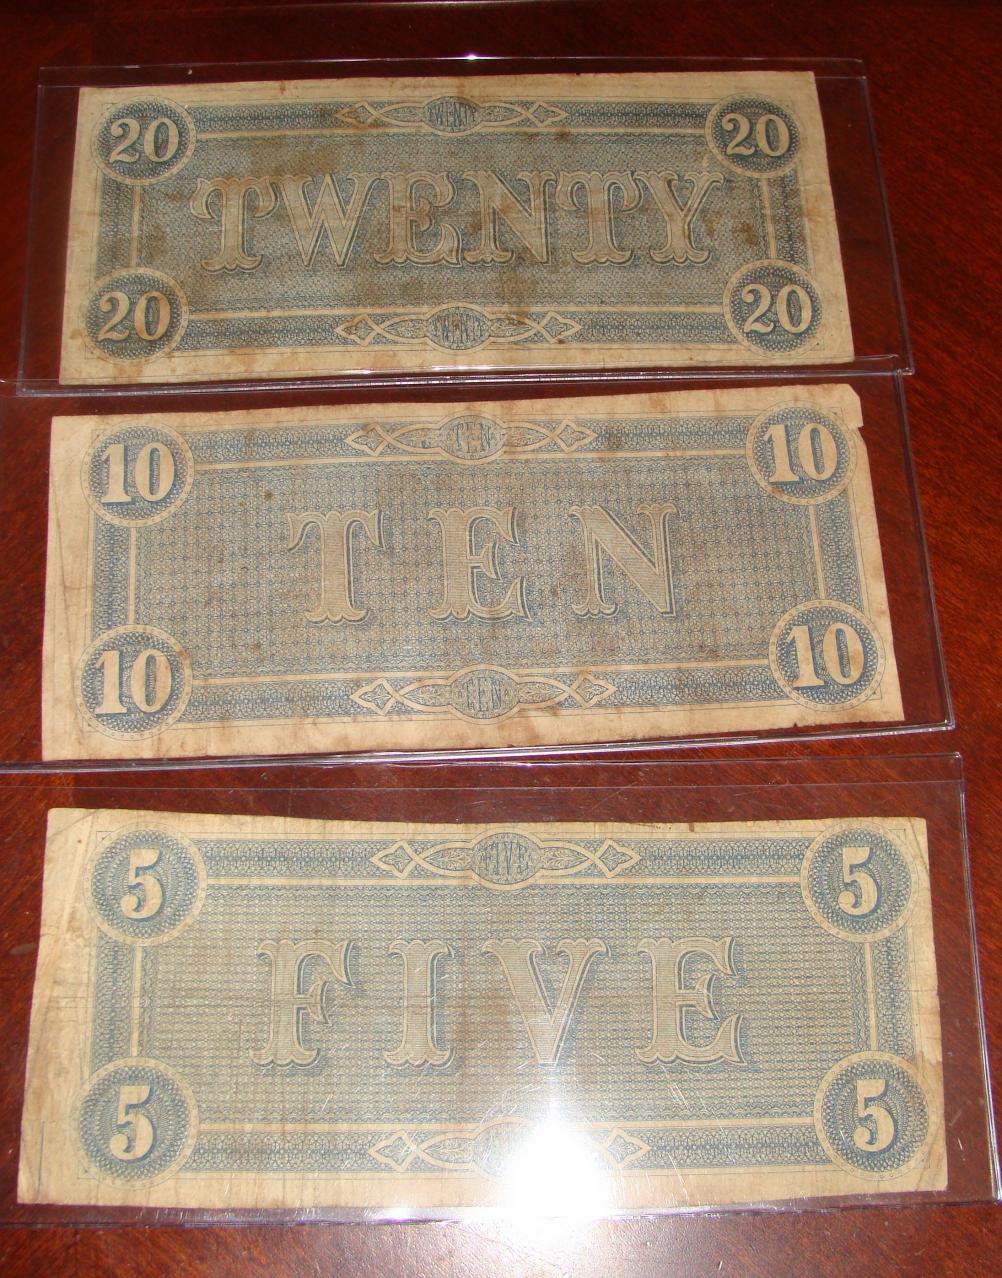 20 TWENTY 20
TWENTY
20 TWENTY 20
10 TEN 10
TEN
10 TEN 10
5 FIVE 5
FIVE
5 5